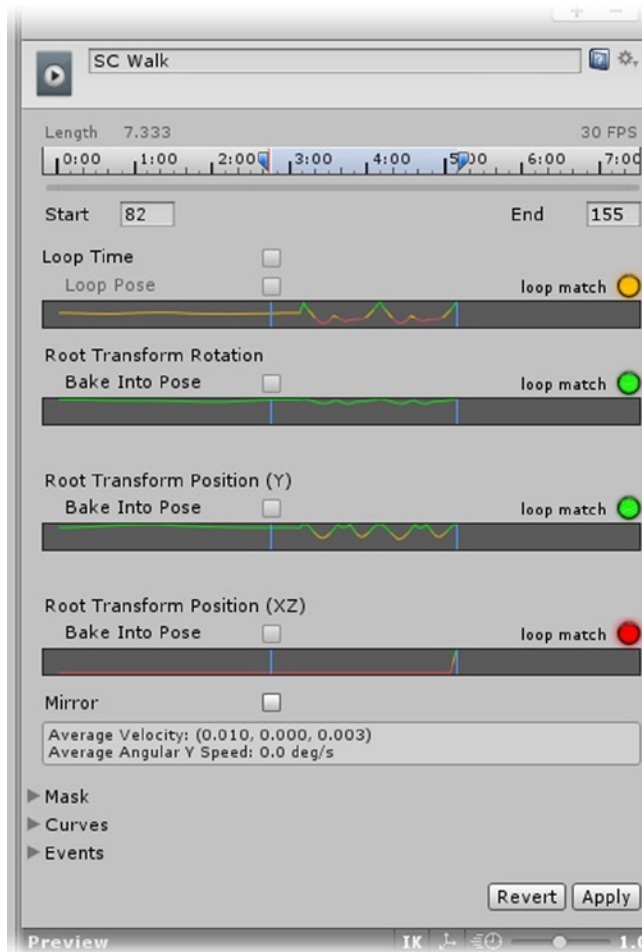 SC Walk
Length 7.333 30 FPS
0:00 1:00 2:00 3:00 4:00 5:00 6:00 7:00
Start 82 End 155
Loop Time
Loop Pose loop match
Root Transform Rotation
Bake Into Pose loop match
Root Transform Position (Y)
Bake Into Pose loop match
Root Transform Position (XZ)
Bake Into Pose loop match
Mirror
Average Velocity: (0.010, 0.000, 0.003)
Average Angular Y Speed: 0.0 deg/s
Mask
Curves
Events
Revert Apply
Preview IK